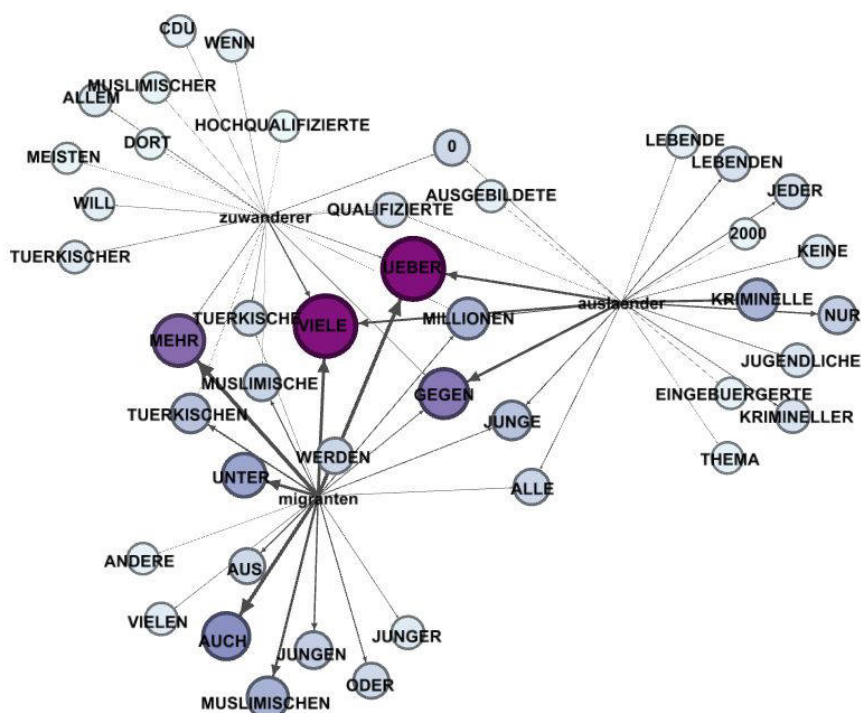 CDU
WENN
MUSLIMISCHER
ALLEM
HOCHQUALIFIZIERTE
DORT
MEISTEN
0
LEBENDE
LEBENDEN
JEDER
AUSGEBILDETE
WILL
QUALIFIZIERTE
zuwanderer
2000
TUERKISCHER
KEINE
UEBER
auslaender
KRIMINELLE
TUERKISCHE
VIELE
MILLIONEN
NUR
MEHR
JUGENDLICHE
MUSLIMISCHE
EINGEBUERGERTE
GEGEN
TUERKISCHEN
JUNGE
KRIMINELLER
WERDEN
THEMA
UNTER
ALLE
migranten
ANDERE
AUS
VIELEN
AUCH
JUNGER
JUNGEN
ODER
MUSLIMISCHEN